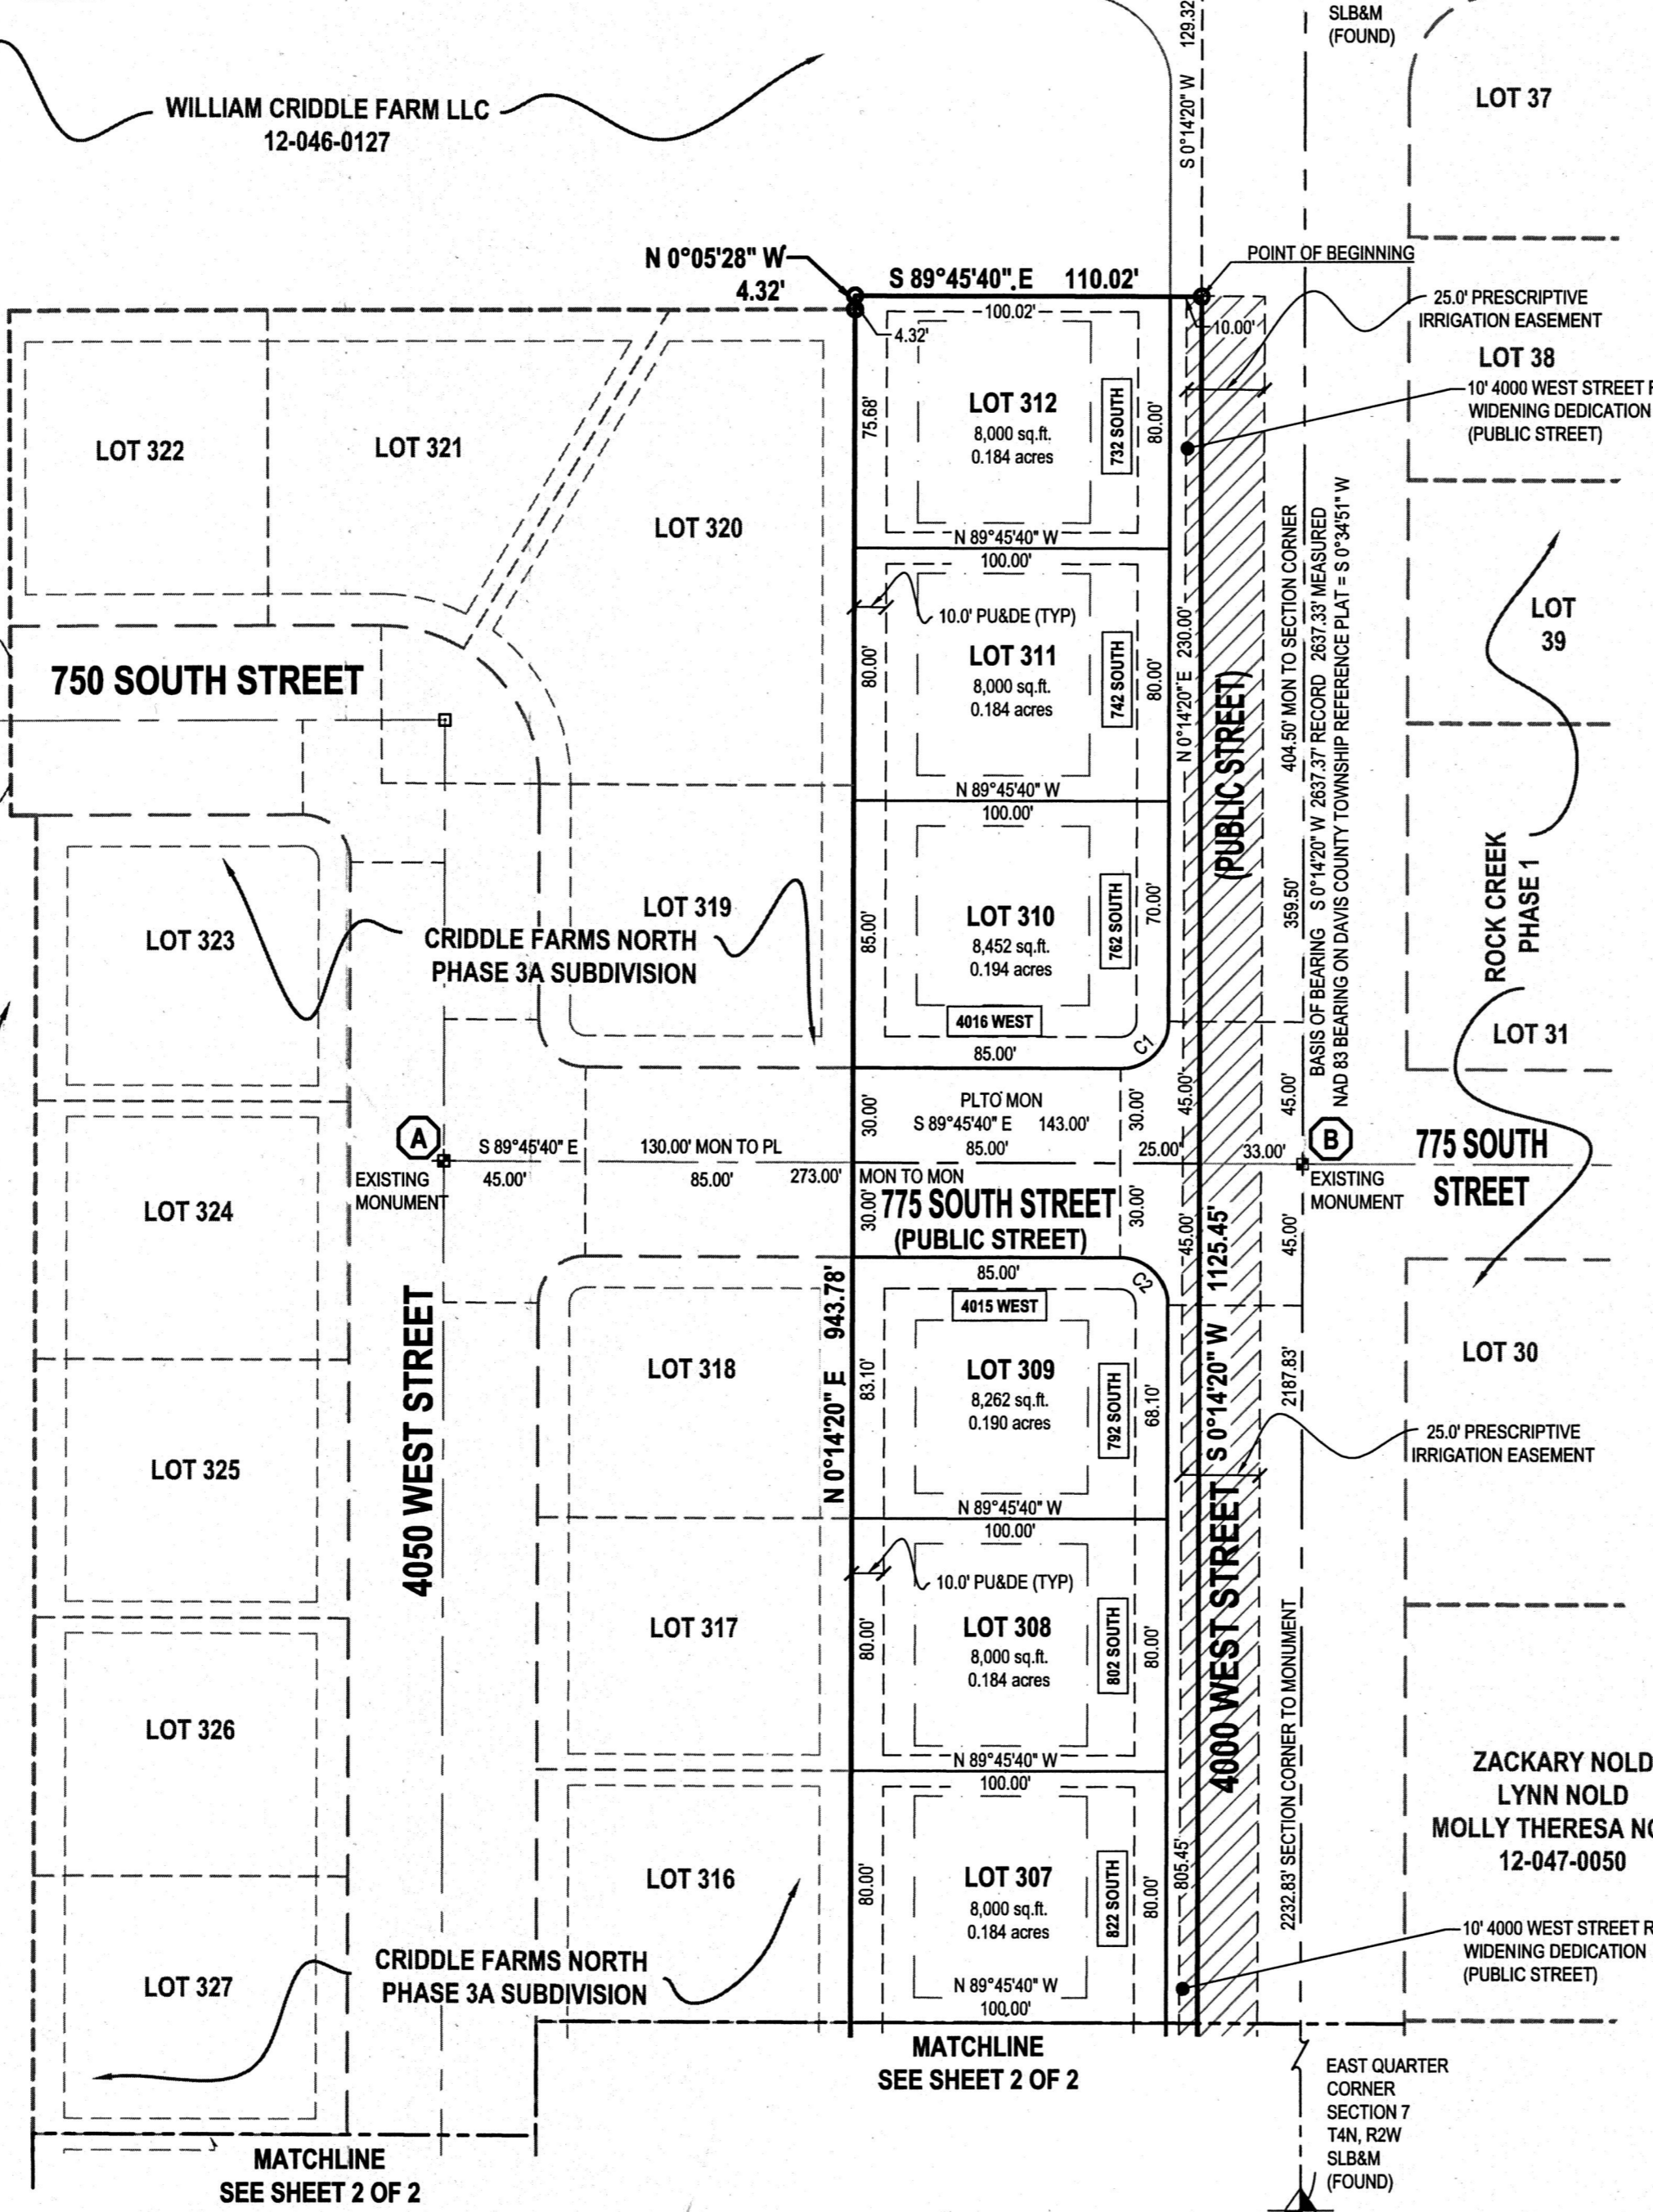 SLB&M
(FOUND)
S 0°14'20" W 129.32
LOT 37
WILLIAM CRIDDLE FARM LLC
12-046-0127
N 0°05'28" W
4.32'
S 89°45'40" E 110.02'
POINT OF BEGINNING
25.0' PRESCRIPTIVE
IRRIGATION EASEMENT
100.02'
4.32'
10.00'
LOT 38
10' 4000 WEST STREET
WIDENING DEDICATION
(PUBLIC STREET)
LOT 322
LOT 321
LOT 320
75.68'
LOT 312
8,000 sq.ft.
0.184 acres
732 SOUTH
80.00'
N 89°45'40" W
100.00'
10.0' PU&DE (TYP)
80.00'
LOT 311
8,000 sq.ft.
0.184 acres
742 SOUTH
80.00'
N 0°14'20" E 230.00'
(PUBLIC STREET)
404.50' MON TO SECTION CORNER
359.50'
BASIS OF BEARING S 0°14'20" W 2637.37' RECORD 2637.33' MEASURED
NAD 83 BEARING ON DAVIS COUNTY TOWNSHIP REFERENCE PLAT = S 0°34'51" W
LOT
39
750 SOUTH STREET
N 89°45'40" W
100.00'
85.00'
LOT 310
8,452 sq.ft.
0.194 acres
762 SOUTH
70.00'
4016 WEST
85.00'
C1
ROCK CREEK
PHASE 1
LOT 31
LOT 323
LOT 319
CRIDDLE FARMS NORTH
PHASE 3A SUBDIVISION
30.00'
PLTO MON
S 89°45'40" E 143.00'
85.00'
30.00'
45.00'
45.00'
A
S 89°45'40" E
130.00' MON TO PL
25.00'
33.00'
B
775 SOUTH
STREET
EXISTING
MONUMENT
45.00'
85.00'
273.00' MON TO MON
EXISTING
MONUMENT
30.00'
775 SOUTH STREET
(PUBLIC STREET)
30.00'
45.00'
45.00'
LOT 324
4050 WEST STREET
85.00'
C2
4015 WEST
N 0°14'20" E 943.78'
83.10'
LOT 309
8,262 sq.ft.
0.190 acres
792 SOUTH
68.10'
S 0°14'20" W 1125.45'
2187.83'
LOT 30
LOT 318
25.0' PRESCRIPTIVE
IRRIGATION EASEMENT
LOT 325
N 89°45'40" W
100.00'
10.0' PU&DE (TYP)
80.00'
LOT 308
8,000 sq.ft.
0.184 acres
802 SOUTH
80.00'
4000 WEST STREET
2232.83' SECTION CORNER TO MONUMENT
LOT 317
LOT 326
N 89°45'40" W
100.00'
80.00'
LOT 307
8,000 sq.ft.
0.184 acres
822 SOUTH
80.00'
805.45'
ZACKARY NOLD
LYNN NOLD
MOLLY THERESA
12-047-0050
LOT 316
10' 4000 WEST STREET
WIDENING DEDICATION
(PUBLIC STREET)
LOT 327
CRIDDLE FARMS NORTH
PHASE 3A SUBDIVISION
N 89°45'40" W
100.00'
MATCHLINE
SEE SHEET 2 OF 2
EAST QUARTER
CORNER
SECTION 7
T4N, R2W
SLB&M
(FOUND)
MATCHLINE
SEE SHEET 2 OF 2